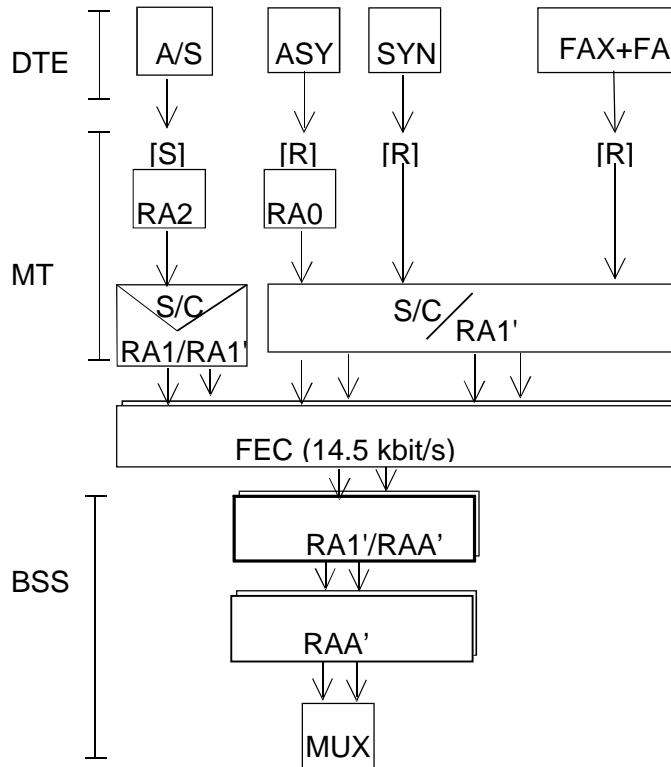 DTE
A/S
ASY
SYN
FAX+FA
[S]
[R]
[R]
[R]
RA2
RA0
MT
S/C
RA1/RA1'
S/C
RA1'
FEC (14.5 kbit/s)
BSS
RA1'/RAA’
RAA’
MUX